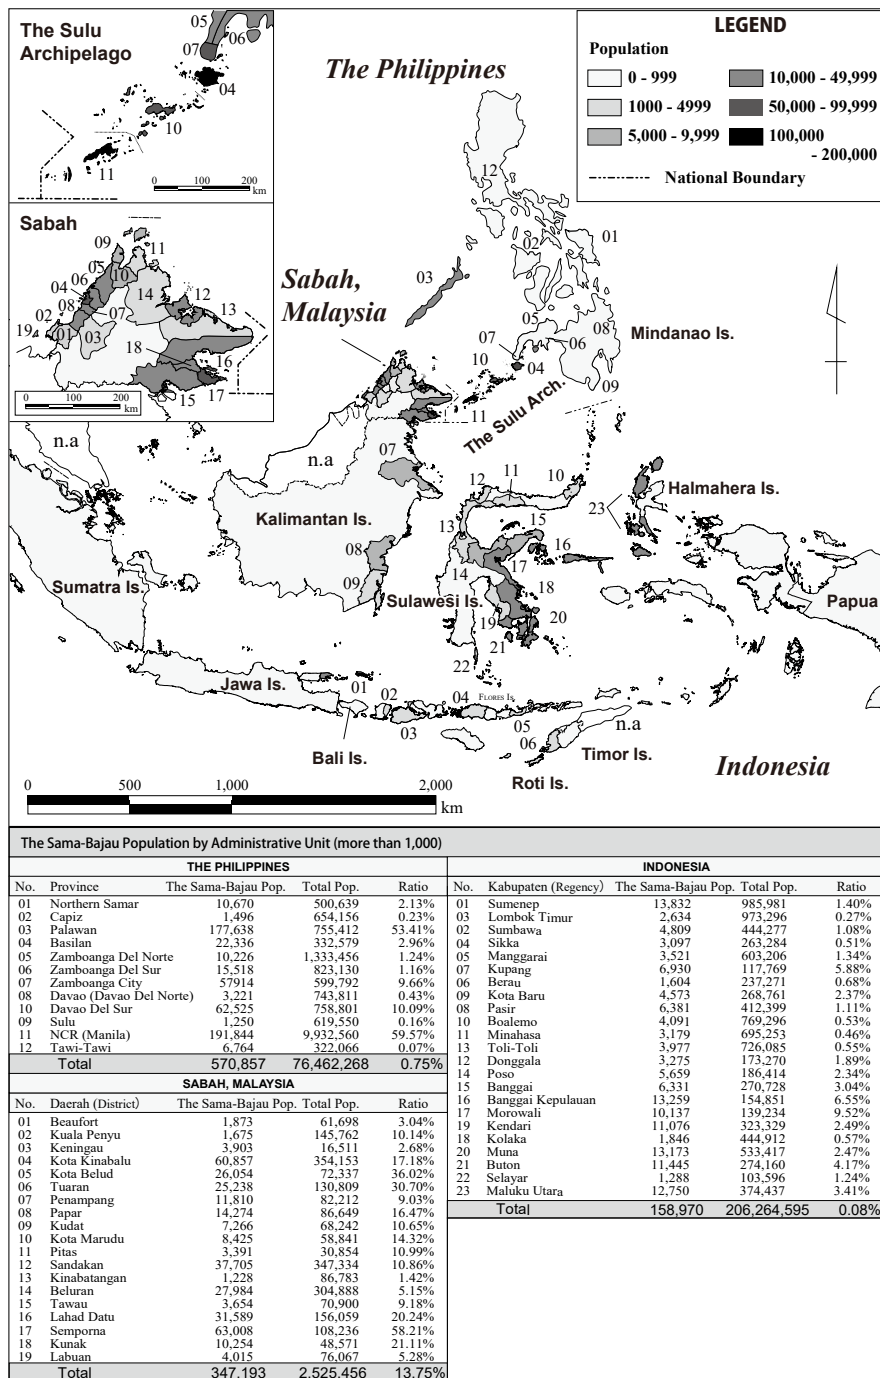 The Sulu
Archipelago
05
06
07
04
10
11
0 100 200
km
The Philippines
LEGEND
Population
0 - 999
1000 - 4999
5,000 - 9,999
10,000 - 49,999
50,000 - 99,999
100,000
- 200,000
National Boundary
Sabah
09
11
05
10
06
04
14
12
08
02
07
13
19
01
03
18
16
15
17
0 100 200
km
Sabah,
Malaysia
12
01
02
03
05
07
06
08
Mindanao Is.
10
04
09
11
The Sulu Arch.
n.a
n.a
07
Kalimantan Is.
08
09
Sumatra Is.
12
11
10
13
15
16
14
17
18
Sulawesi Is.
19
20
21
22
23
Halmahera Is.
Papua
Jawa Is.
01
02
04
FLORES Is.
03
05
06
n.a
Bali Is.
Timor Is.
Roti Is.
Indonesia
0 500 1,000 2,000
km
The Sama-Bajau Population by Administrative Unit (more than 1,000)
THE PHILIPPINES
No. Province The Sama-Bajau Pop. Total Pop. Ratio
01 Northern Samar 10,670 500,639 2.13%
02 Capiz 1,496 654,156 0.23%
03 Palawan 177,638 755,412 53.41%
04 Basilan 22,336 332,579 2.96%
05 Zamboanga Del Norte 10,226 1,333,456 1.24%
06 Zamboanga Del Sur 15,518 823,130 1.16%
07 Zamboanga City 57914 599,792 9.66%
08 Davao (Davao Del Norte) 3,221 743,811 0.43%
10 Davao Del Sur 62,525 758,801 10.09%
09 Sulu 1,250 619,550 0.16%
11 NCR (Manila) 191,844 9,932,560 59.57%
12 Tawi-Tawi 6,764 322,066 0.07%
Total 570,857 76,462,268 0.75%
SABAH, MALAYSIA
No. Daerah (District) The Sama-Bajau Pop. Total Pop. Ratio
01 Beaufort 1,873 61,698 3.04%
02 Kuala Penyu 1,675 145,762 10.14%
03 Keningau 3,903 16,511 2.68%
04 Kota Kinabalu 60,857 354,153 17.18%
05 Kota Belud 26,054 72,337 36.02%
06 Tuaran 25,238 130,809 30.70%
07 Penampang 11,810 82,212 9.03%
08 Papar 14,274 86,649 16.47%
09 Kudat 7,266 68,242 10.65%
10 Kota Marudu 8,425 58,841 14.32%
11 Pitas 3,391 30,854 10.99%
12 Sandakan 37,705 347,334 10.86%
13 Kinabatangan 1,228 86,783 1.42%
14 Beluran 27,984 304,888 5.15%
15 Tawau 3,654 70,900 9.18%
16 Lahad Datu 31,589 156,059 20.24%
17 Semporna 63,008 108,236 58.21%
18 Kunak 10,254 48,571 21.11%
19 Labuan 4,015 76,067 5.28%
Total 347,193 2,525,456 13.75%
INDONESIA
No. Kabupaten (Regency) The Sama-Bajau Pop. Total Pop. Ratio
01 Sumenep 13,832 985,981 1.40%
03 Lombok Timur 2,634 973,296 0.27%
02 Sumbawa 4,809 444,277 1.08%
04 Sikka 3,097 263,284 0.51%
05 Manggarai 3,521 603,206 1.34%
07 Kupang 6,930 117,769 5.88%
06 Berau 1,604 237,271 0.68%
09 Kota Baru 4,573 268,761 2.37%
08 Pasir 6,381 412,399 1.11%
10 Boalemo 4,091 769,296 0.53%
11 Minahasa 3,179 695,253 0.46%
13 Toli-Toli 3,977 726,085 0.55%
12 Donggala 3,275 173,270 1.89%
14 Poso 5,659 186,414 2.34%
15 Banggai 6,331 270,728 3.04%
16 Banggai Kepulauan 13,259 154,851 6.55%
17 Morowali 10,137 139,234 9.52%
19 Kendari 11,076 323,329 2.49%
18 Kolaka 1,846 444,912 0.57%
20 Muna 13,173 533,417 2.47%
21 Buton 11,445 274,160 4.17%
22 Selayar 1,288 103,596 1.24%
23 Maluku Utara 12,750 374,437 3.41%
Total 158,970 206,264,595 0.08%